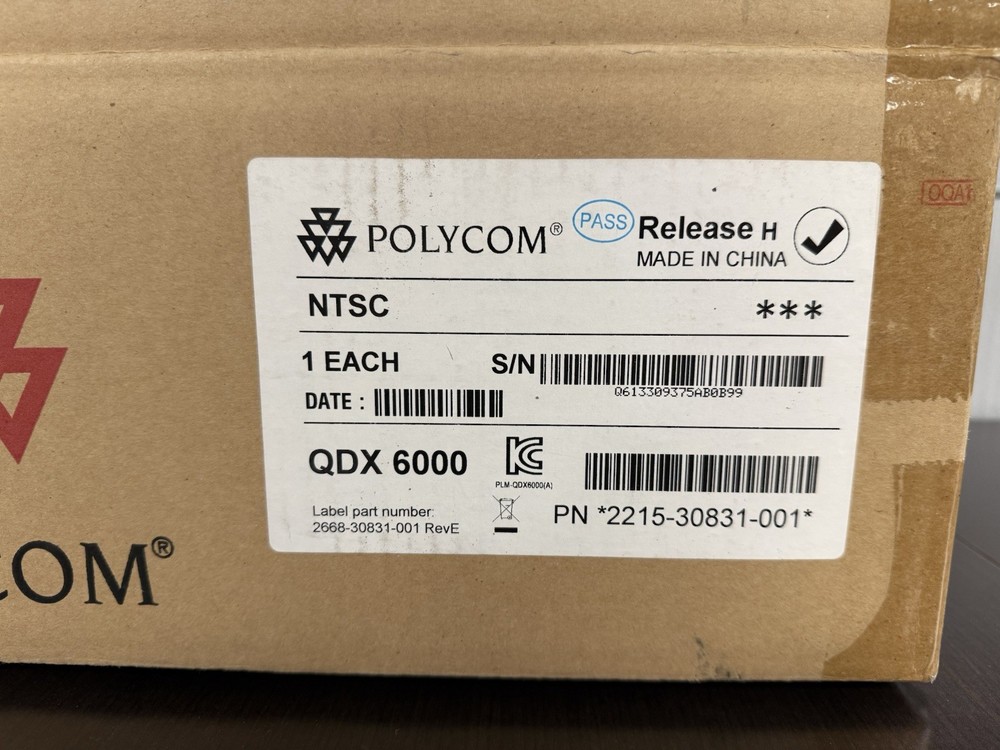 POLYCOM®
PASS
Release H
MADE IN CHINA
NTSC
***
1 EACH
S/N
Q613309375AB0B99
DATE :
QDX 6000
PLM-QDX6000(A)
Label part number:
2668-30831-001 RevE
PN *2215-30831-001*
COM®